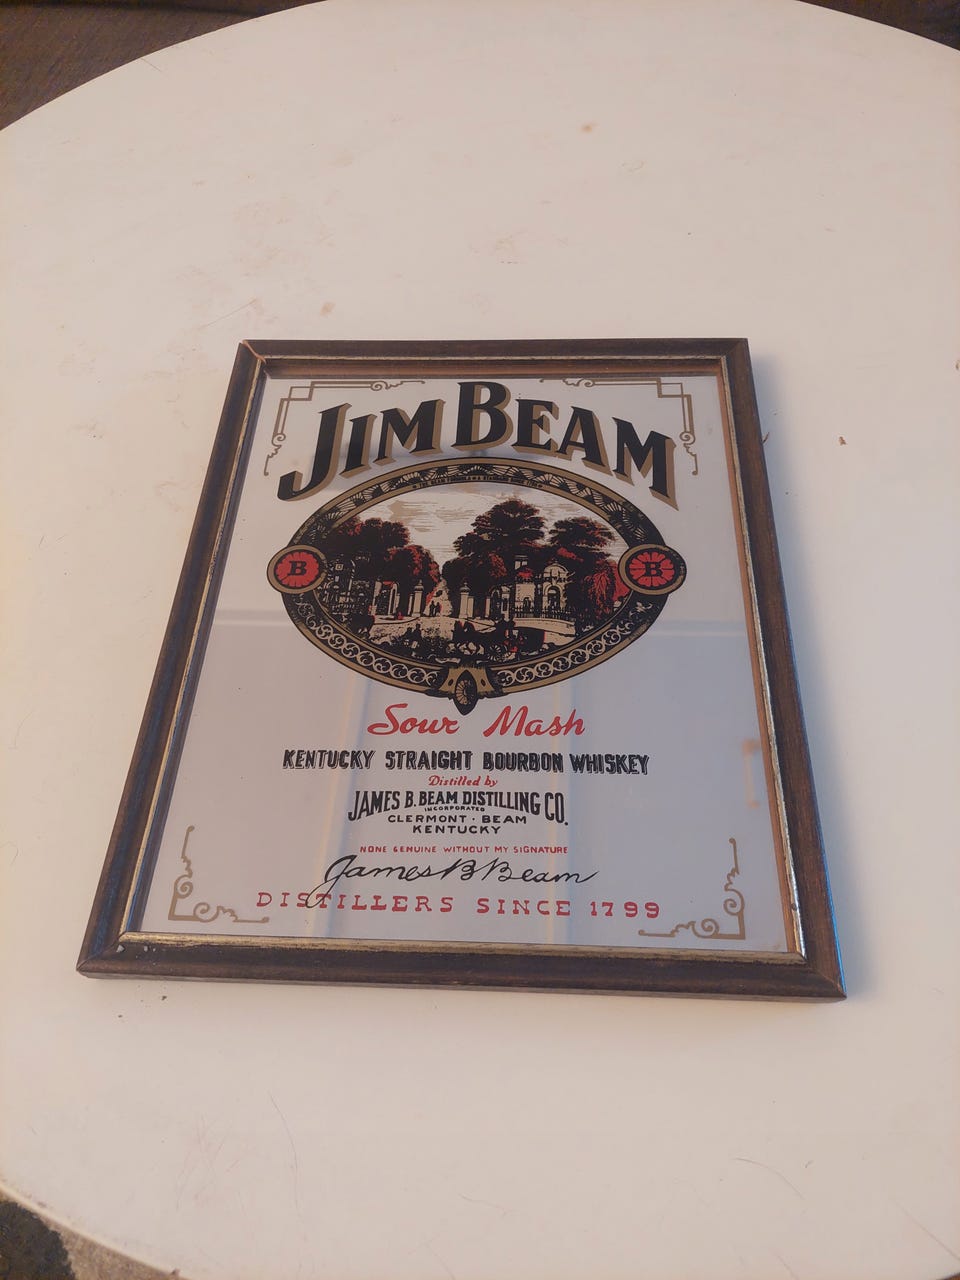 JIM BEAM
B
B
Sour Mash
KENTUCKY STRAIGHT BOURBON WHISKEY
Distilled by
JAMES B. BEAM DISTILLING CO.
INCORPORATED
CLERMONT · BEAM
KENTUCKY
NONE GENUINE WITHOUT MY SIGNATURE
James B Beam
DISTILLERS SINCE 1799